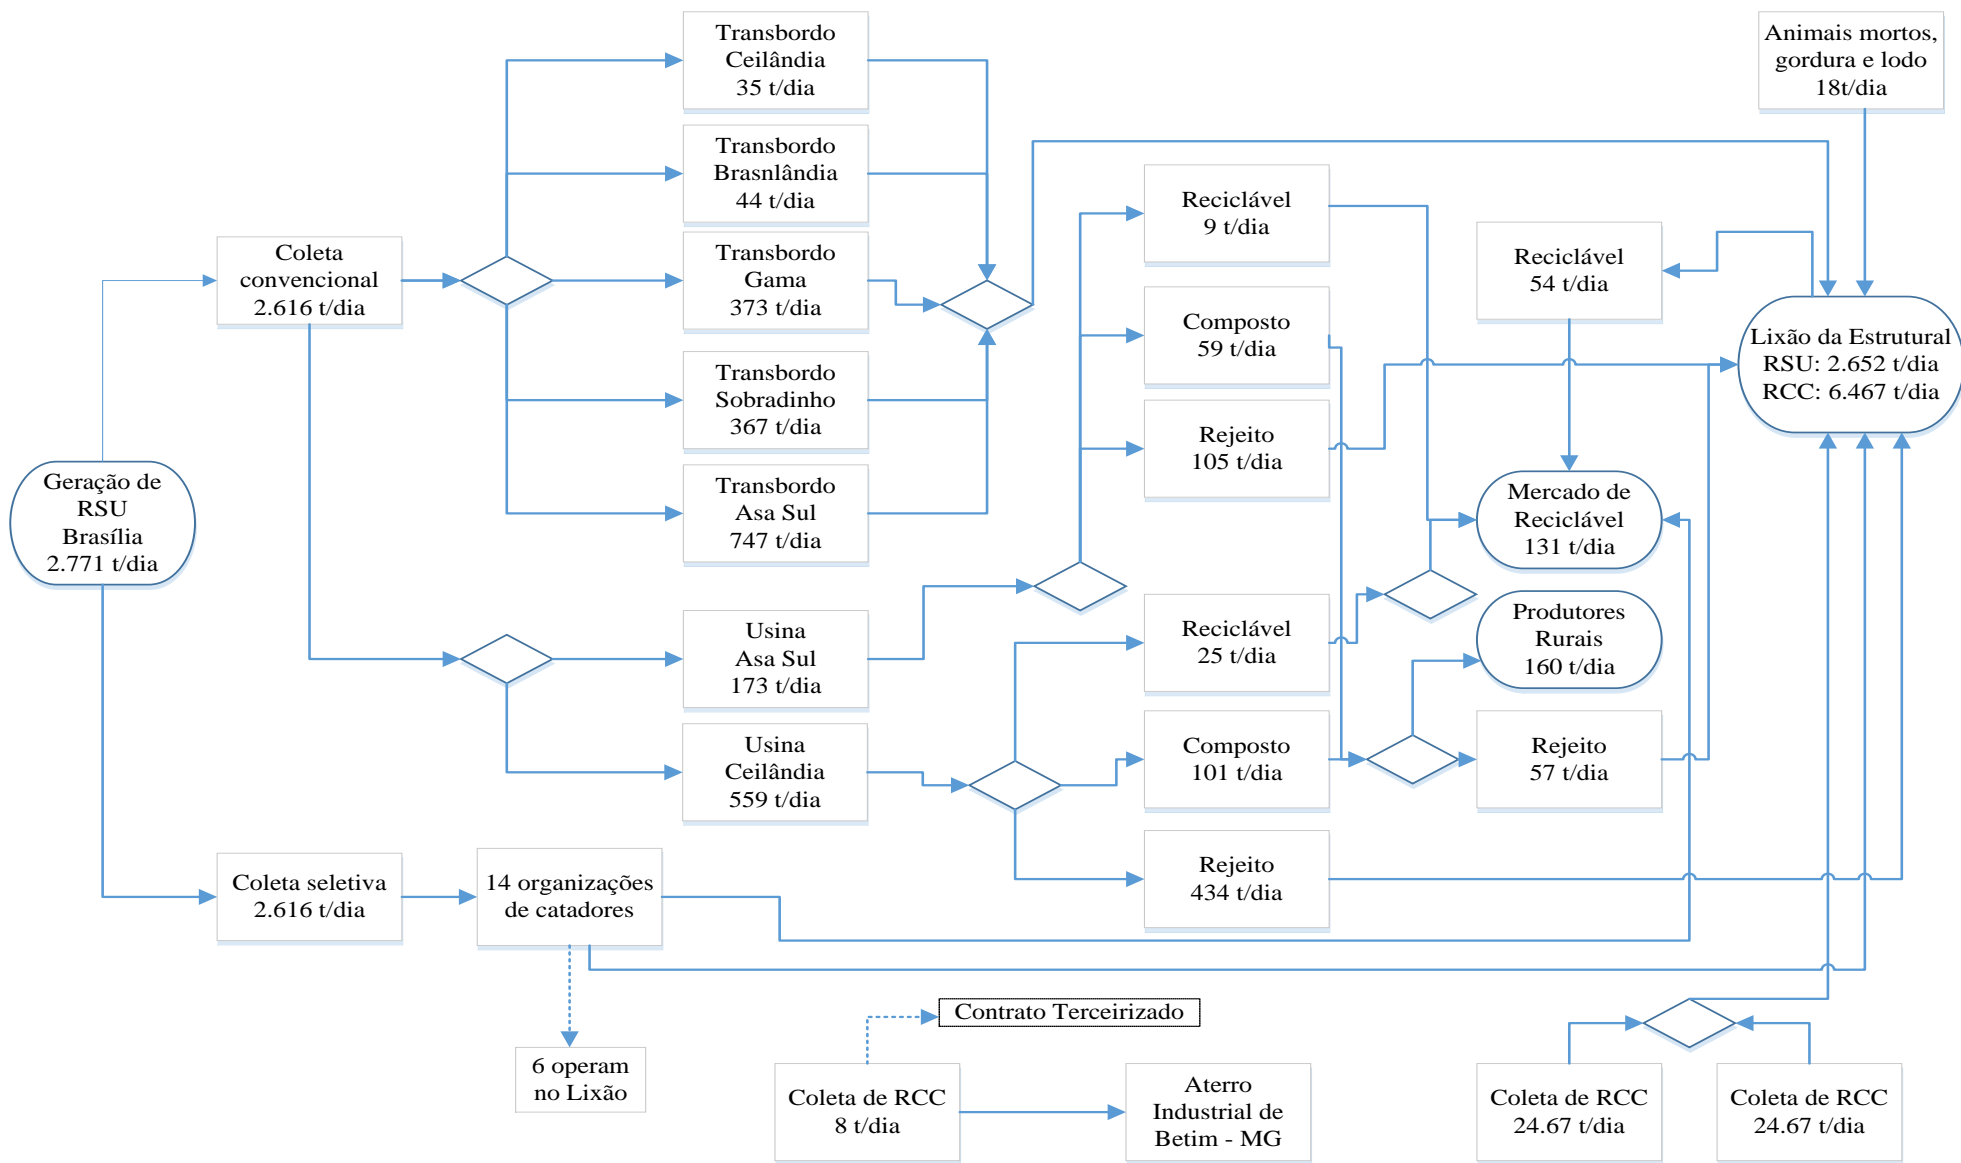 Transbordo
Ceilândia
35 t/dia
Animais mortos,
gordura e lodo
18t/dia
Transbordo
Brasnlândia
44 t/dia
Reciclável
9 t/dia
Coleta
convencional
2.616 t/dia
Transbordo
Gama
373 t/dia
Reciclável
54 t/dia
Composto
59 t/dia
Lixão da Estrutural
RSU: 2.652 t/dia
RCC: 6.467 t/dia
Transbordo
Sobradinho
367 t/dia
Rejeito
105 t/dia
Geração de
RSU
Brasília
2.771 t/dia
Transbordo
Asa Sul
747 t/dia
Mercado de
Reciclável
131 t/dia
Usina
Asa Sul
173 t/dia
Reciclável
25 t/dia
Produtores
Rurais
160 t/dia
Usina
Ceilândia
559 t/dia
Composto
101 t/dia
Rejeito
57 t/dia
Coleta seletiva
2.616 t/dia
14 organizações
de catadores
Rejeito
434 t/dia
Contrato Terceirizado
6 operam
no Lixão
Coleta de RCC
8 t/dia
Aterro
Industrial de
Betim - MG
Coleta de RCC
24.67 t/dia
Coleta de RCC
24.67 t/dia